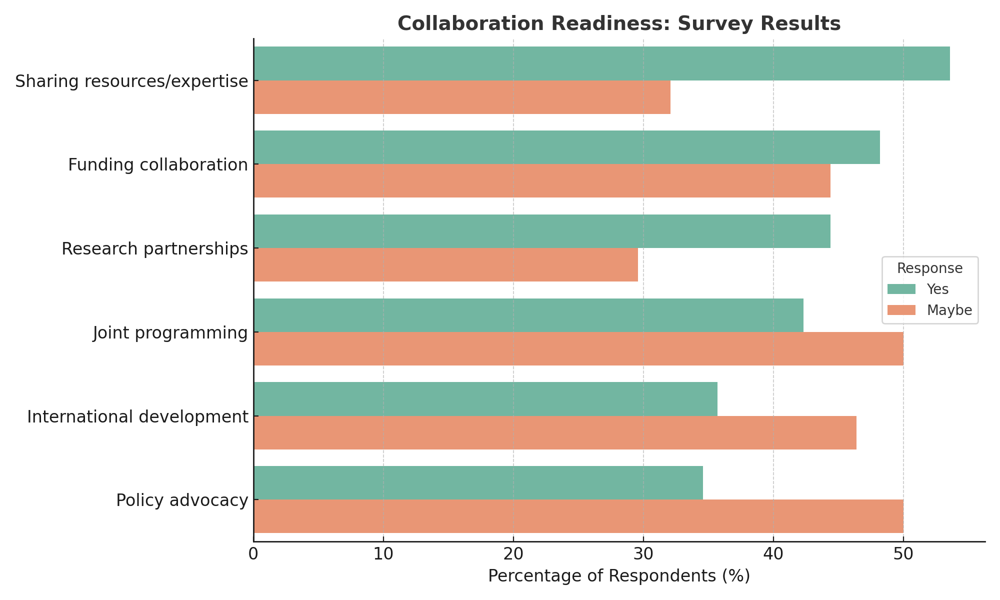 Collaboration Readiness: Survey Results
Sharing resources/expertise
Funding collaboration
Research partnerships
Joint programming
International development
Policy advocacy
Response
Yes
Maybe
0 10 20 30 40 50
Percentage of Respondents (%)